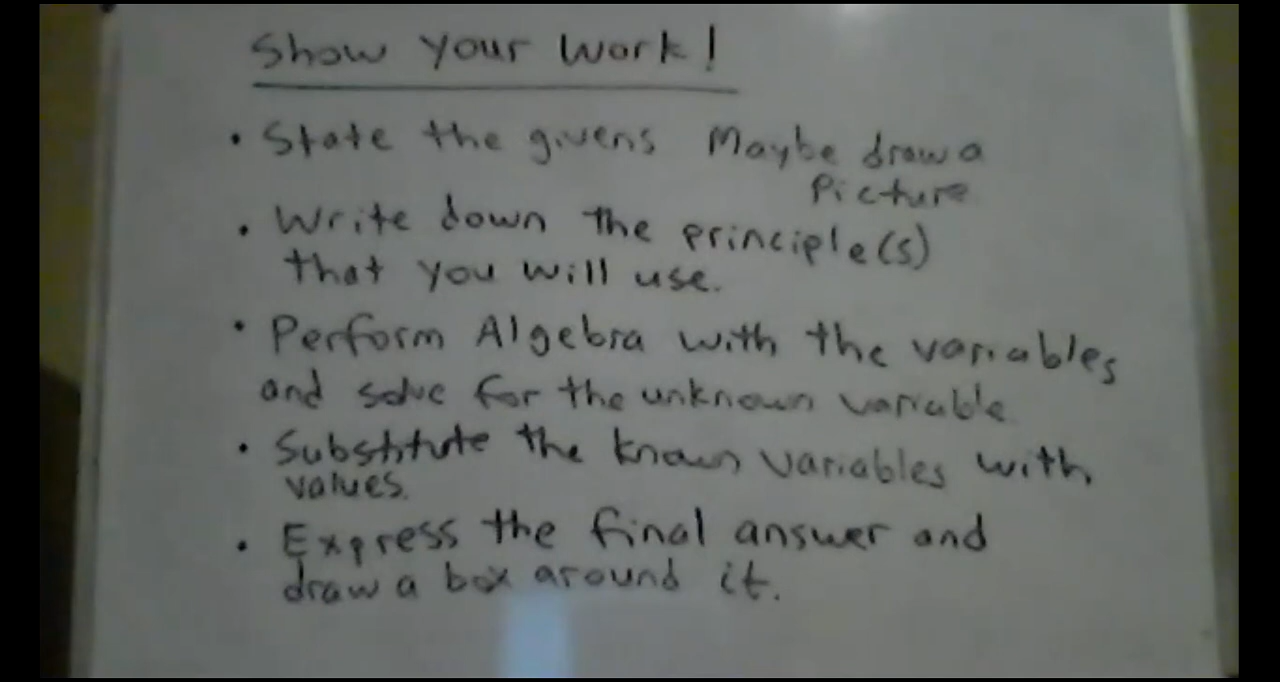 Show your work!
• State the givens Maybe draw a
Picture
• Write down the principle(s)
that you will use.
• Perform Algebra with the variables
and solve for the unknown variable.
• Substitute the known variables with
values.
• Express the final answer and
draw a box around it.